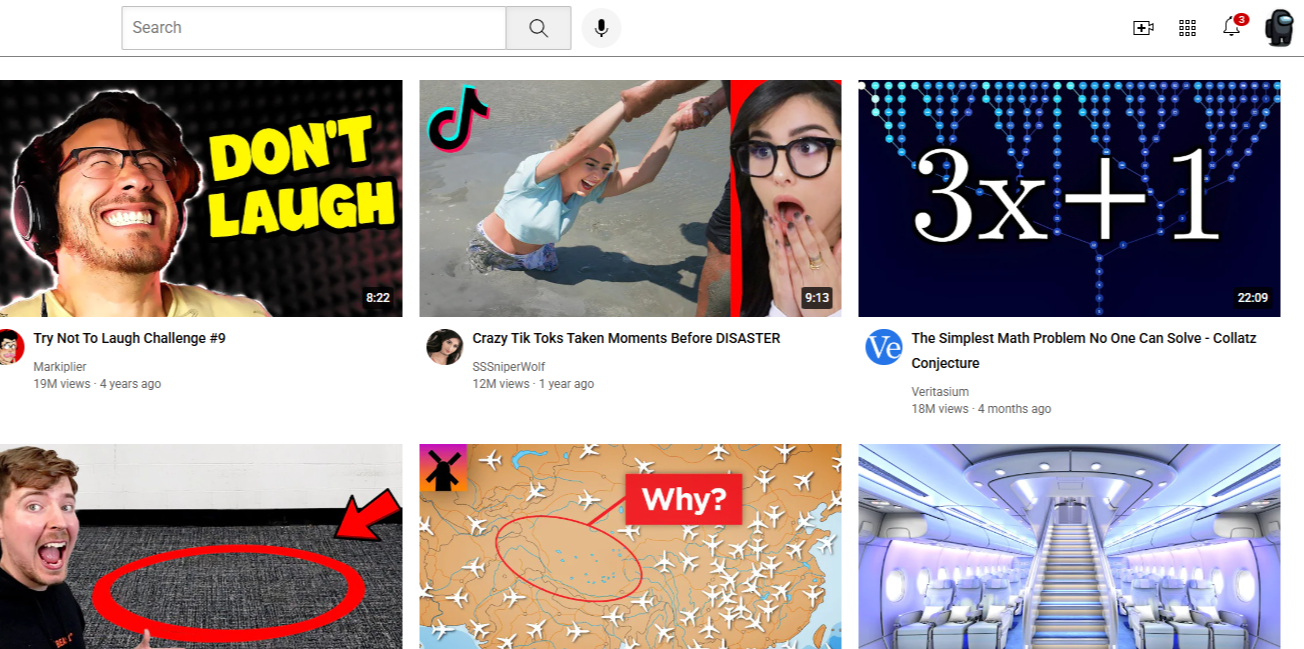 Search
3
DON'T
LAUGH
8:22
9:13
3x+1
22:09
Try Not To Laugh Challenge #9
Markiplier
19M views · 4 years ago
Crazy Tik Toks Taken Moments Before DISASTER
SSSniperWolf
12M views · 1 year ago
Ve
The Simplest Math Problem No One Can Solve - Collatz
Conjecture
Veritasium
18M views · 4 months ago
Why?